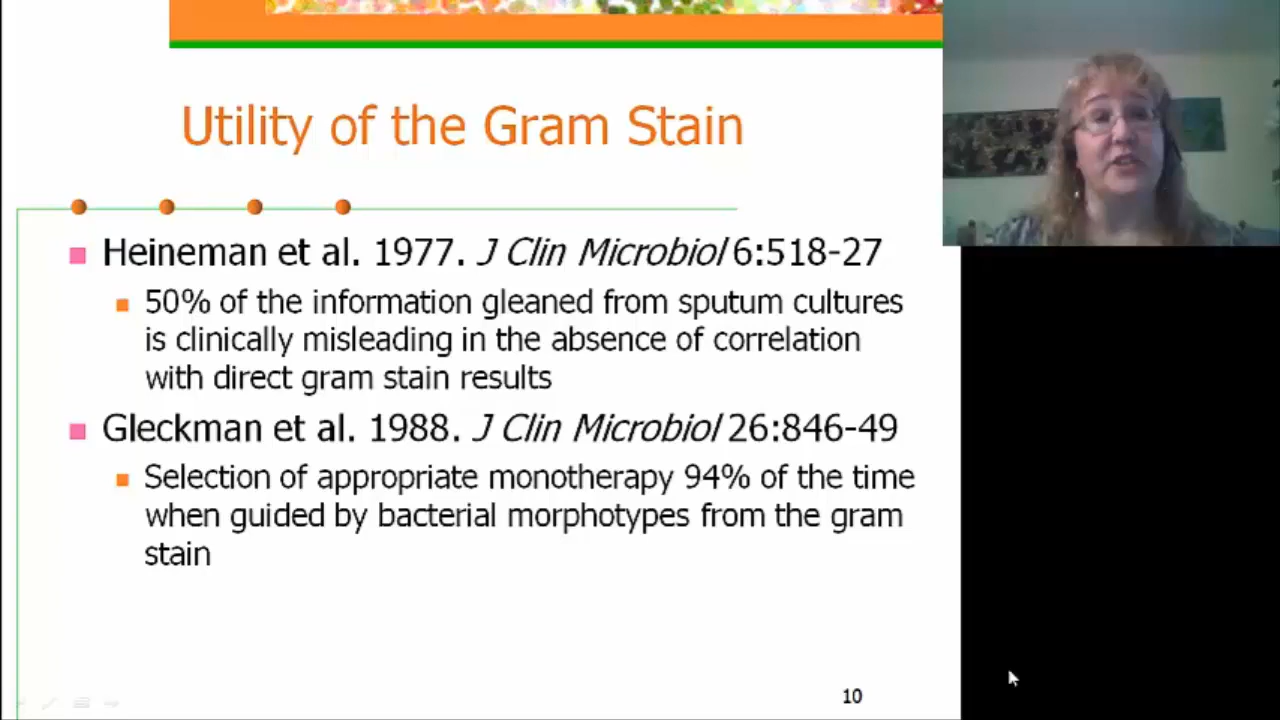 Utility of the Gram Stain
Heineman et al. 1977. J Clin Microbiol 6:518-27
50% of the information gleaned from sputum cultures
is clinically misleading in the absence of correlation
with direct gram stain results
Gleckman et al. 1988. J Clin Microbiol 26:846-49
Selection of appropriate monotherapy 94% of the time
when guided by bacterial morphotypes from the gram
stain
10